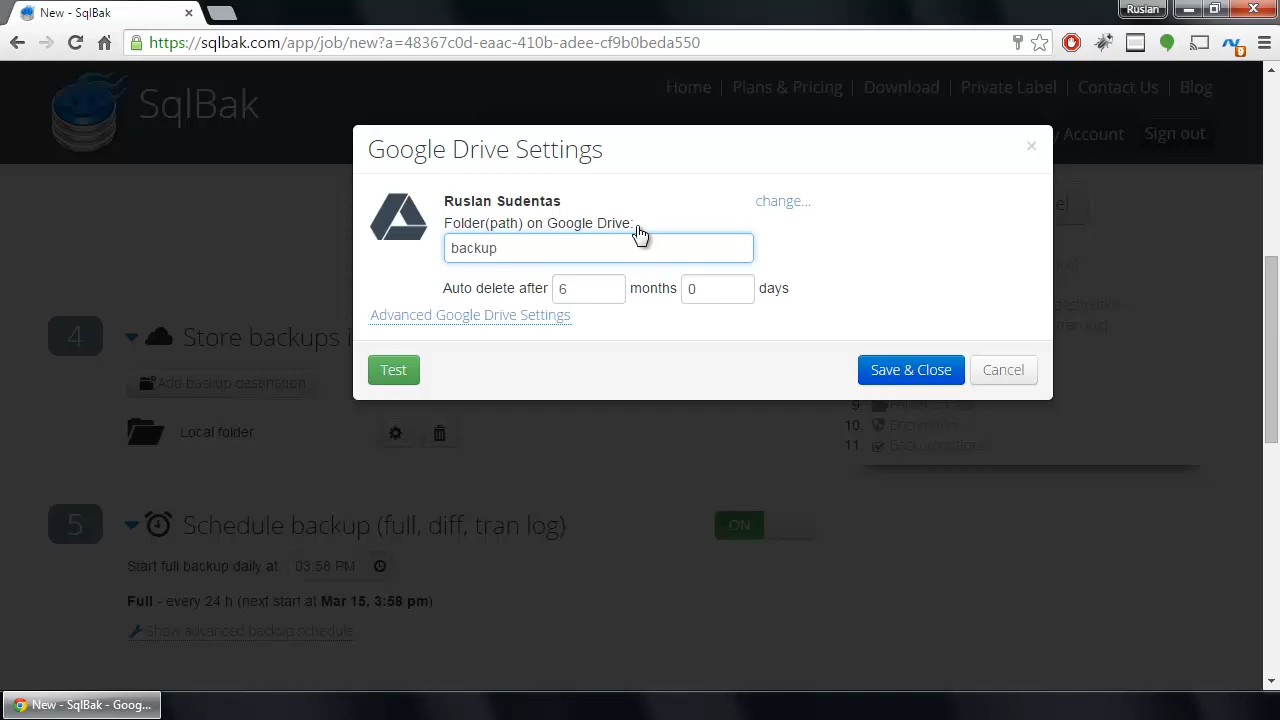 New - SqlBak
Ruslan
https://sqlbak.com/app/job/new?a=48367c0d-eaac-410b-adee-cf9b0beda550
9
SqlBak
Home | Plans & Pricing | Download | Private Label | Contact Us | Blog
y Account
Sign out
Google Drive Settings
×
Ruslan Sudentas
change...
Folder(path) on Google Drive:
backup
Auto delete after 6 months 0 days
Advanced Google Drive Settings
Test
Save & Close
Cancel
4
Store backups i
Add backup destination
Local folder
9.
10. Encryption
11. Backup options
5
Schedule backup (full, diff, tran log)
ON
Start full backup daily at 03:58 PM
Full - every 24 h (next start at Mar 15, 3:58 pm)
Show advanced backup schedule
New - SqlBak - Goog...